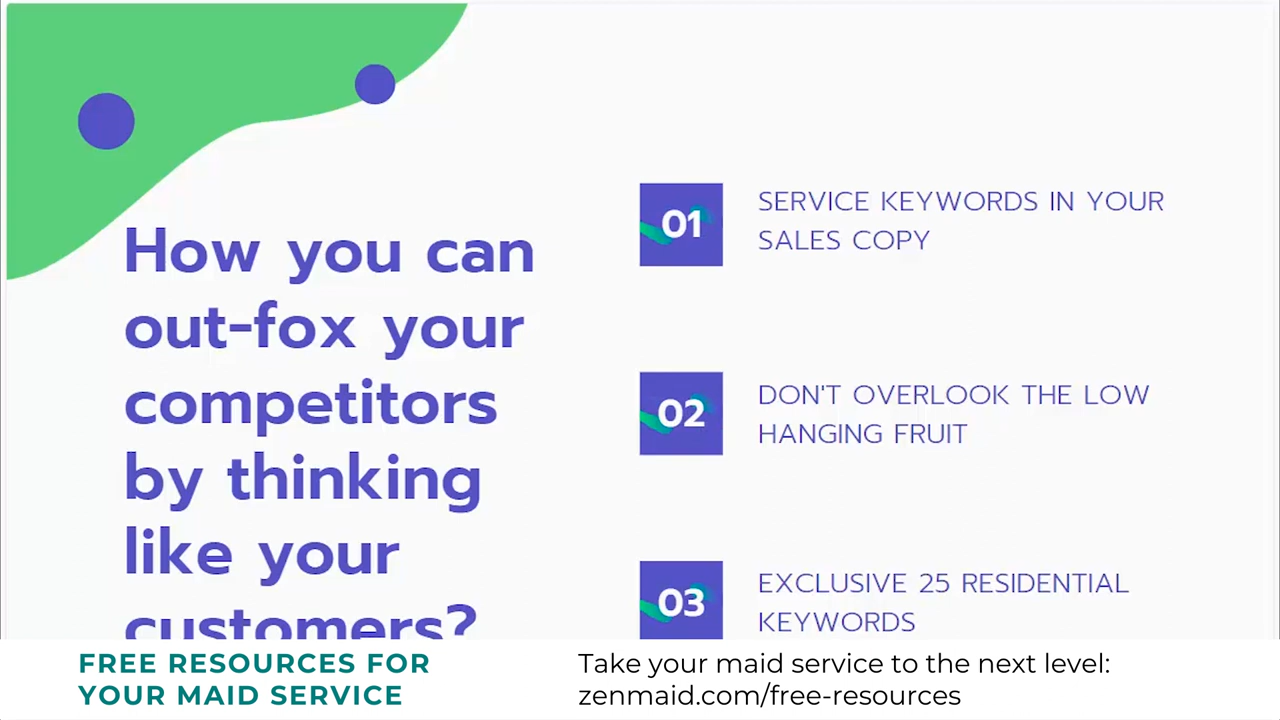 How you can
out-fox your
competitors
by thinking
like your
customers?
01
SERVICE KEYWORDS IN YOUR
SALES COPY
02
DON'T OVERLOOK THE LOW
HANGING FRUIT
03
EXCLUSIVE 25 RESIDENTIAL
KEYWORDS
FREE RESOURCES FOR
YOUR MAID SERVICE
Take your maid service to the next level:
zenmaid.com/free-resources